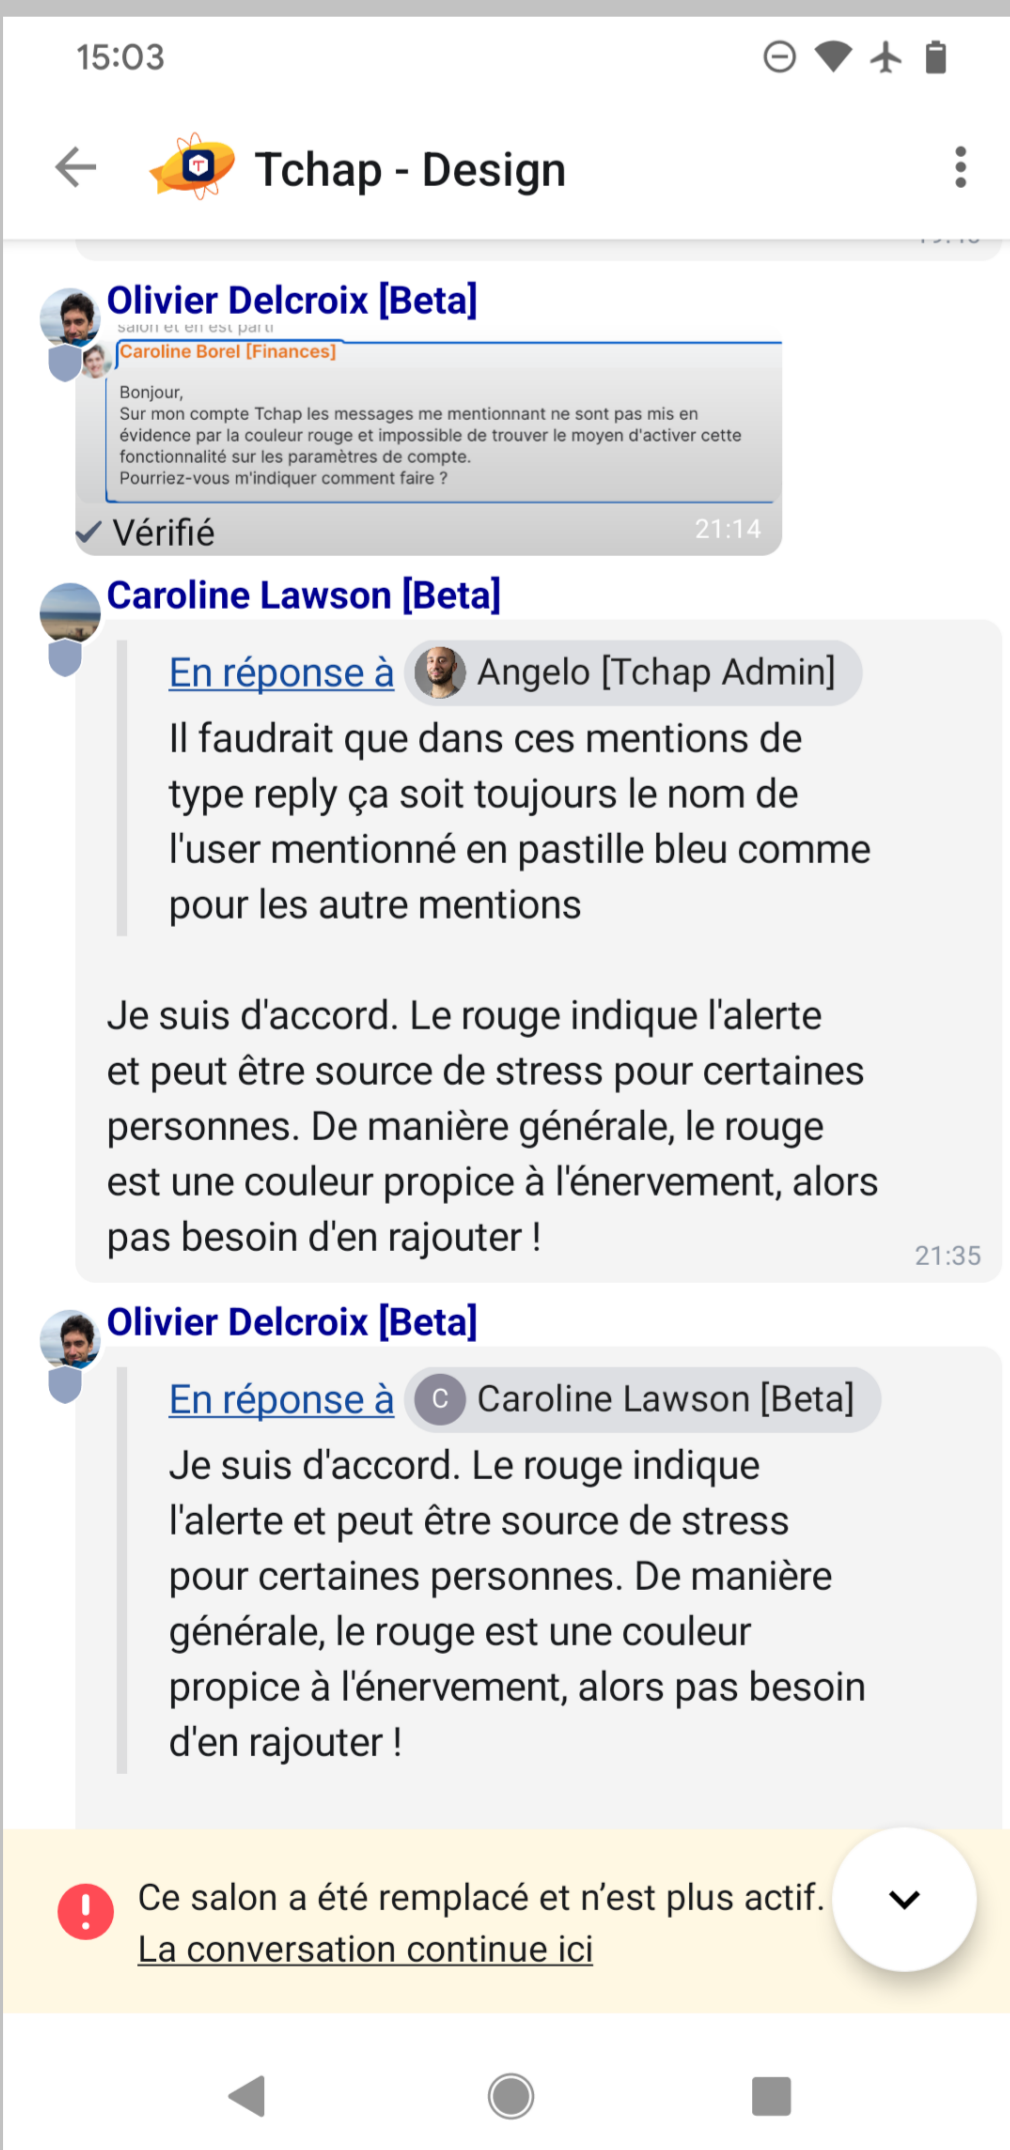 15:03
Tchap - Design
Olivier Delcroix [Beta]
salon et en est parti
Caroline Borel [Finances]
Bonjour,
Sur mon compte Tchap les messages me mentionnant ne sont pas mis en
évidence par la couleur rouge et impossible de trouver le moyen d'activer cette
fonctionnalité sur les paramètres de compte.
Pourriez-vous m'indiquer comment faire ?
Vérifié
21:14
Caroline Lawson [Beta]
En réponse à Angelo [Tchap Admin]
Il faudrait que dans ces mentions de
type reply ça soit toujours le nom de
l'user mentionné en pastille bleu comme
pour les autre mentions
Je suis d'accord. Le rouge indique l'alerte
et peut être source de stress pour certaines
personnes. De manière générale, le rouge
est une couleur propice à l'énervement, alors
pas besoin d'en rajouter !
21:35
Olivier Delcroix [Beta]
En réponse à C Caroline Lawson [Beta]
Je suis d'accord. Le rouge indique
l'alerte et peut être source de stress
pour certaines personnes. De manière
générale, le rouge est une couleur
propice à l'énervement, alors pas besoin
d'en rajouter !
Ce salon a été remplacé et n’est plus actif.
La conversation continue ici